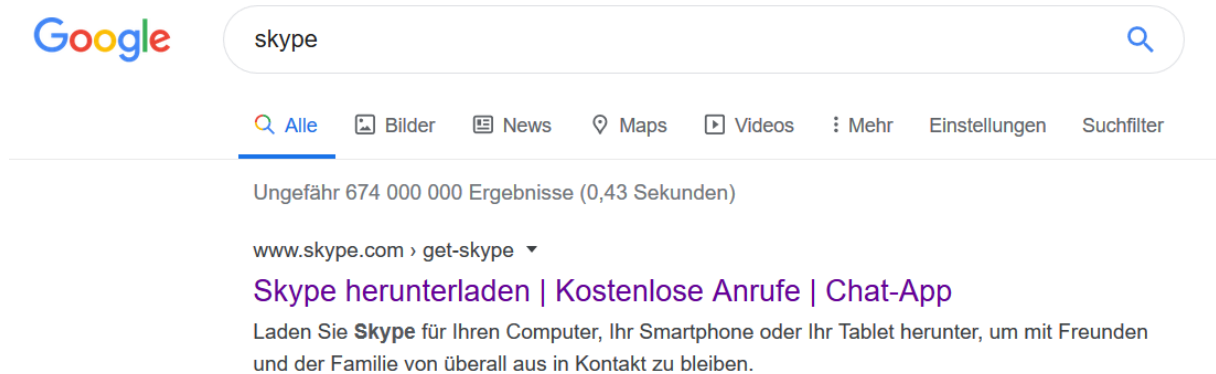 Google
skype
Alle Bilder News Maps Videos Mehr Einstellungen Suchfilter
Ungefähr 674 000 000 Ergebnisse (0,43 Sekunden)
www.skype.com › get-skype
Skype herunterladen | Kostenlose Anrufe | Chat-App
Laden Sie Skype für Ihren Computer, Ihr Smartphone oder Ihr Tablet herunter, um mit Freunden
und der Familie von überall aus in Kontakt zu bleiben.